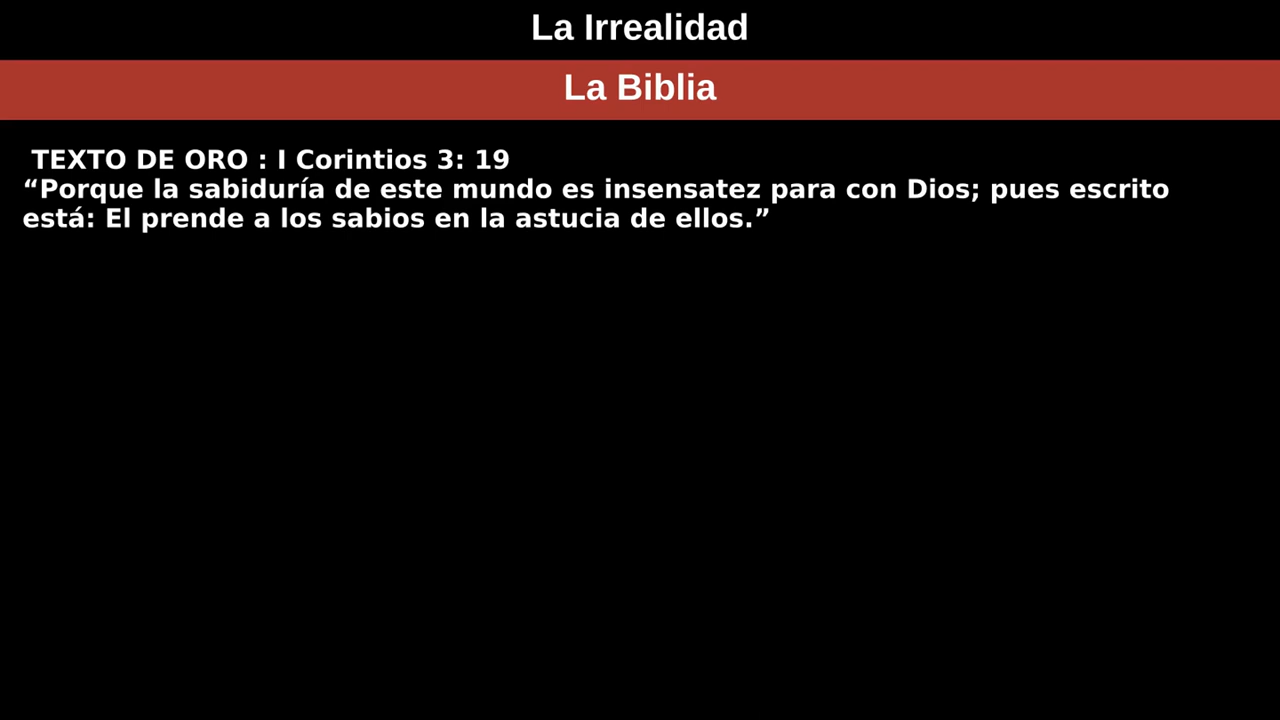 La Irrealidad
La Biblia
TEXTO DE ORO : I Corintios 3: 19
“Porque la sabiduría de este mundo es insensatez para con Dios; pues escrito
está: El prende a los sabios en la astucia de ellos.”